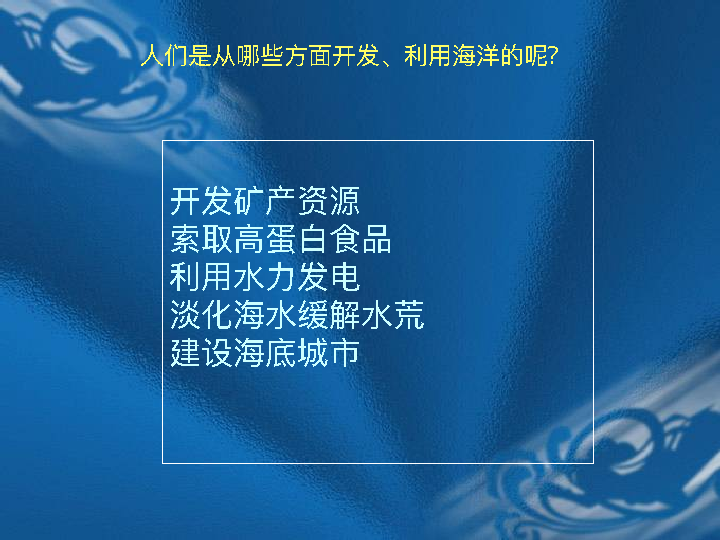 人们是从哪些方面开发、利用海洋的呢?
开发矿产资源
索取高蛋白食品
利用水力发电
淡化海水缓解水荒
建设海底城市